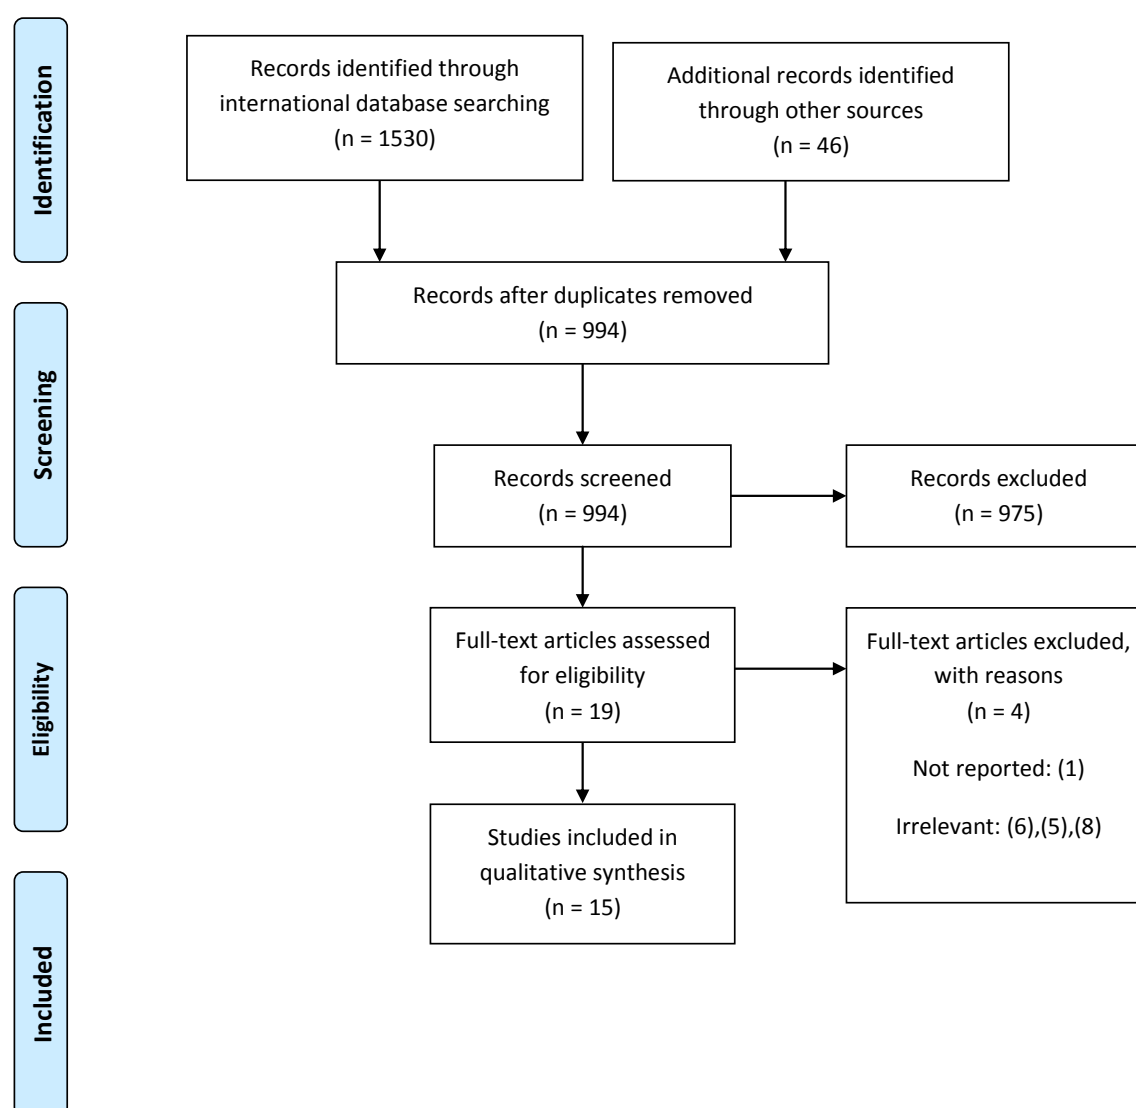 Identification
Records identified through
international database searching
(n = 1530)
Additional records identified
through other sources
(n = 46)
Records after duplicates removed
(n = 994)
Screening
Records screened
(n = 994)
Records excluded
(n = 975)
Eligibility
Full-text articles assessed
for eligibility
(n = 19)
Full-text articles excluded,
with reasons
(n = 4)
Not reported: (1)
Irrelevant: (6),(5),(8)
Studies included in
qualitative synthesis
(n = 15)
Included